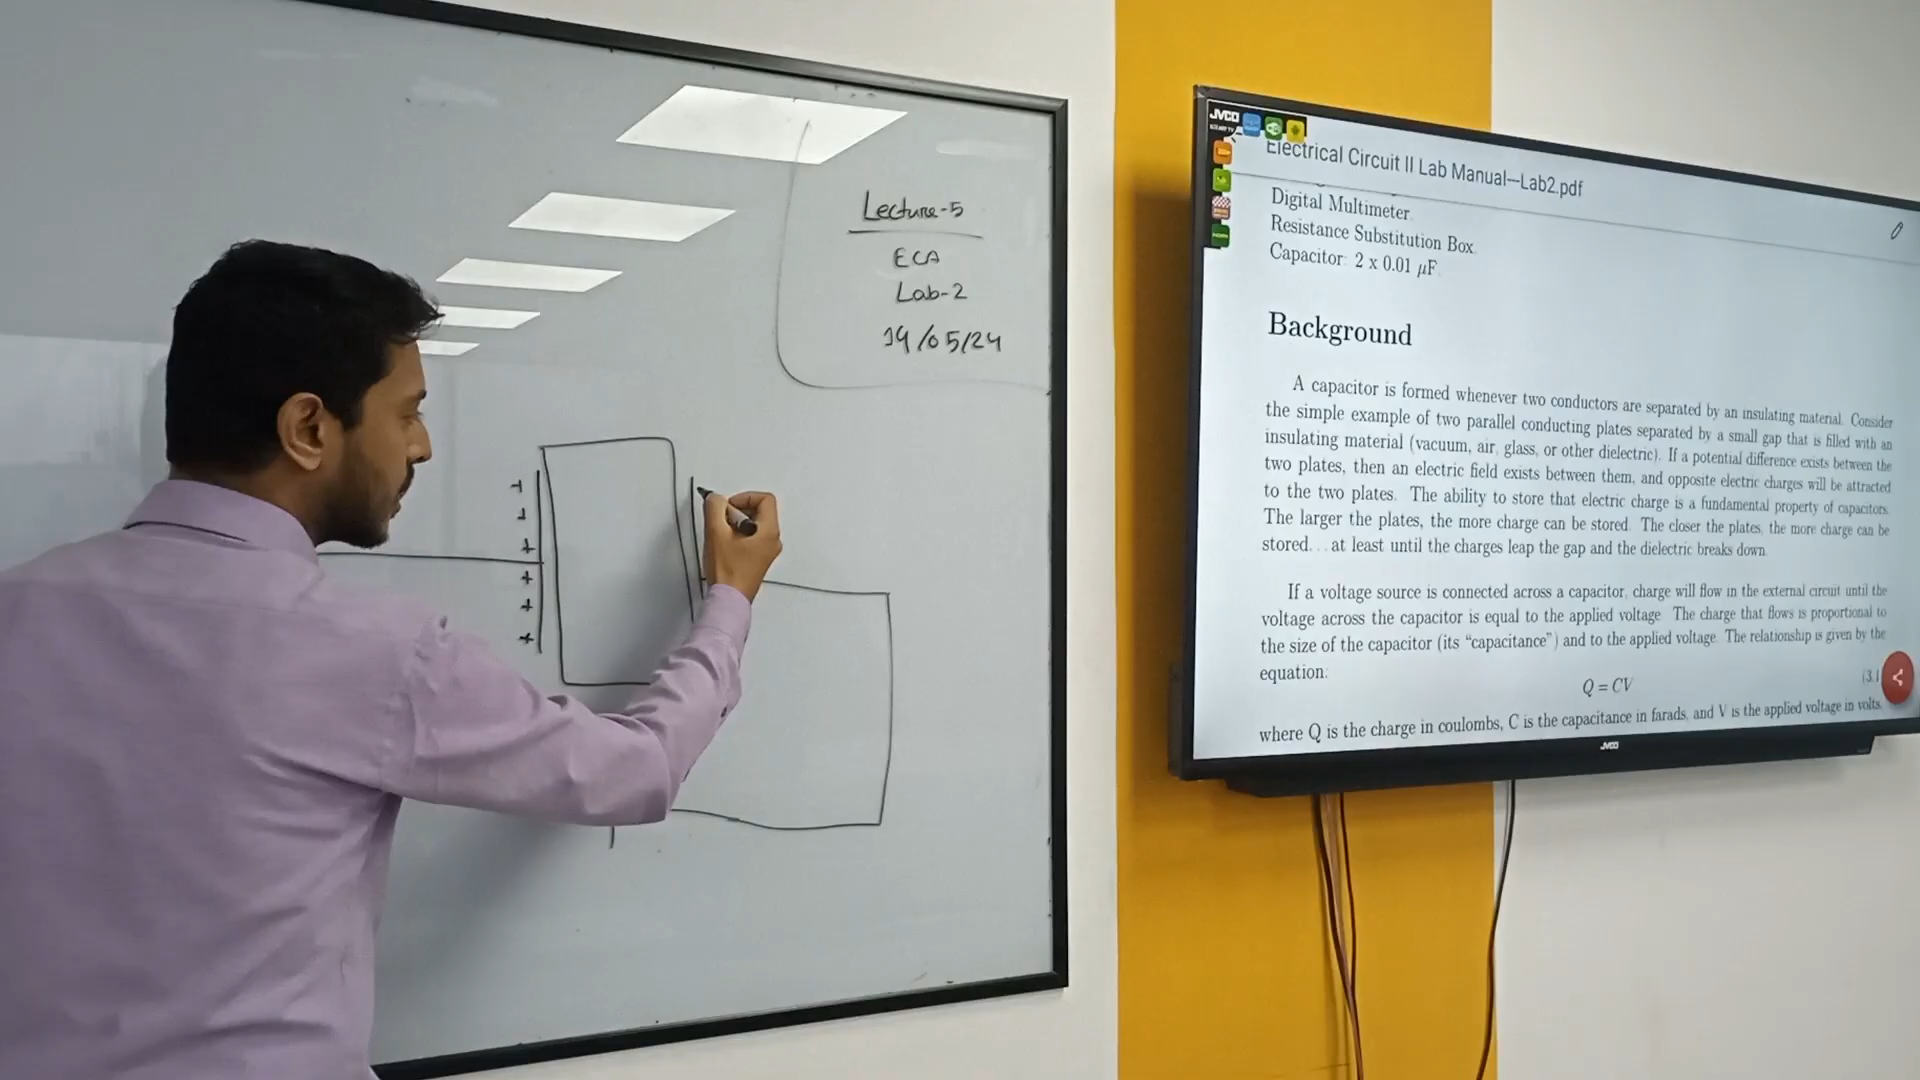 Lecture-5
ECA
Lab-2
14/05/24
+
+
+
+
+
+
JVCO
Electrical Circuit II Lab Manual—Lab2.pdf
Digital Multimeter.
Resistance Substitution Box.
Capacitor: 2 x 0.01 μF.
Background
A capacitor is formed whenever two conductors are separated by an insulating material. Consider
the simple example of two parallel conducting plates separated by a small gap that is filled with an
insulating material (vacuum, air, glass, or other dielectric). If a potential difference exists between the
two plates, then an electric field exists between them, and opposite electric charges will be attracted
to the two plates. The ability to store that electric charge is a fundamental property of capacitors.
The larger the plates, the more charge can be stored. The closer the plates, the more charge can be
stored...at least until the charges leap the gap and the dielectric breaks down.
If a voltage source is connected across a capacitor, charge will flow in the external circuit until the
voltage across the capacitor is equal to the applied voltage. The charge that flows is proportional to
the size of the capacitor (its “capacitance”) and to the applied voltage. The relationship is given by the
equation:
Q = CV (3.1
where Q is the charge in coulombs, C is the capacitance in farads, and V is the applied voltage in volts.
JVCO